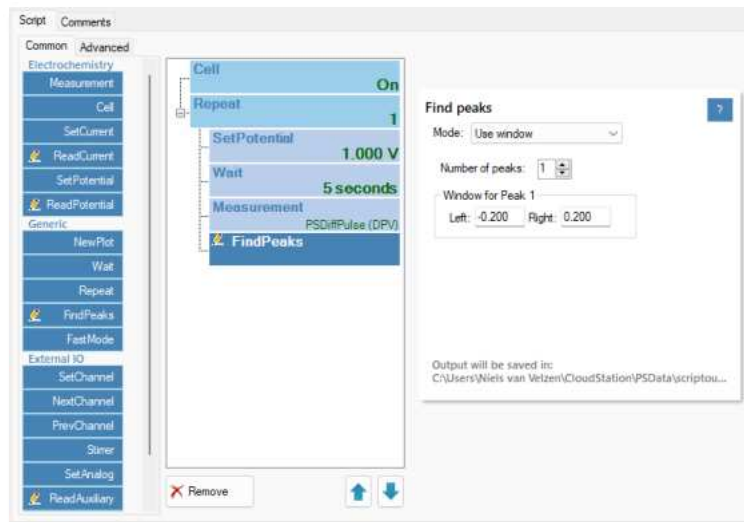 Script Comments
Common Advanced
Electrochemistry
Measurement
Cell
SetCurrent
ReadCurrent
SetPotential
ReadPotential
Generic
NewPlot
Wait
Repeat
FindPeaks
FastMode
External IO
SetChannel
NextChannel
PrevChannel
Stirrer
SetAnalog
ReadAuxiliary
Cell
On
Repeat
1
SetPotential
1.000 V
Wait
5 seconds
Measurement
PSDiffPulse (DPV)
FindPeaks
Remove
Find peaks ?
Mode: Use window
Number of peaks: 1
Window for Peak 1
Left: -0.200 Right: 0.200
Output will be saved in:
C:\Users\Niels van Velzen\CloudStation\PSData\scriptou...